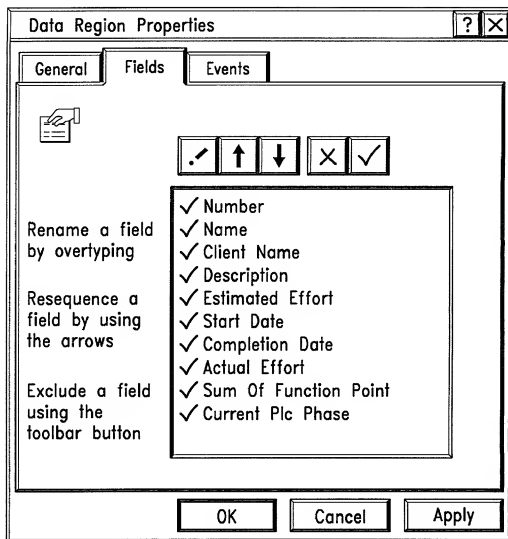 Data Region Properties
?
General
Fields
Events
Rename a field
by overtyping
Resequence a
field by using
the arrows
Exclude a field
using the
toolbar button
Number
Name
Client Name
Description
Estimated Effort
Start Date
Completion Date
Actual Effort
Sum Of Function Point
Current Plc Phase
OK
Cancel
Apply